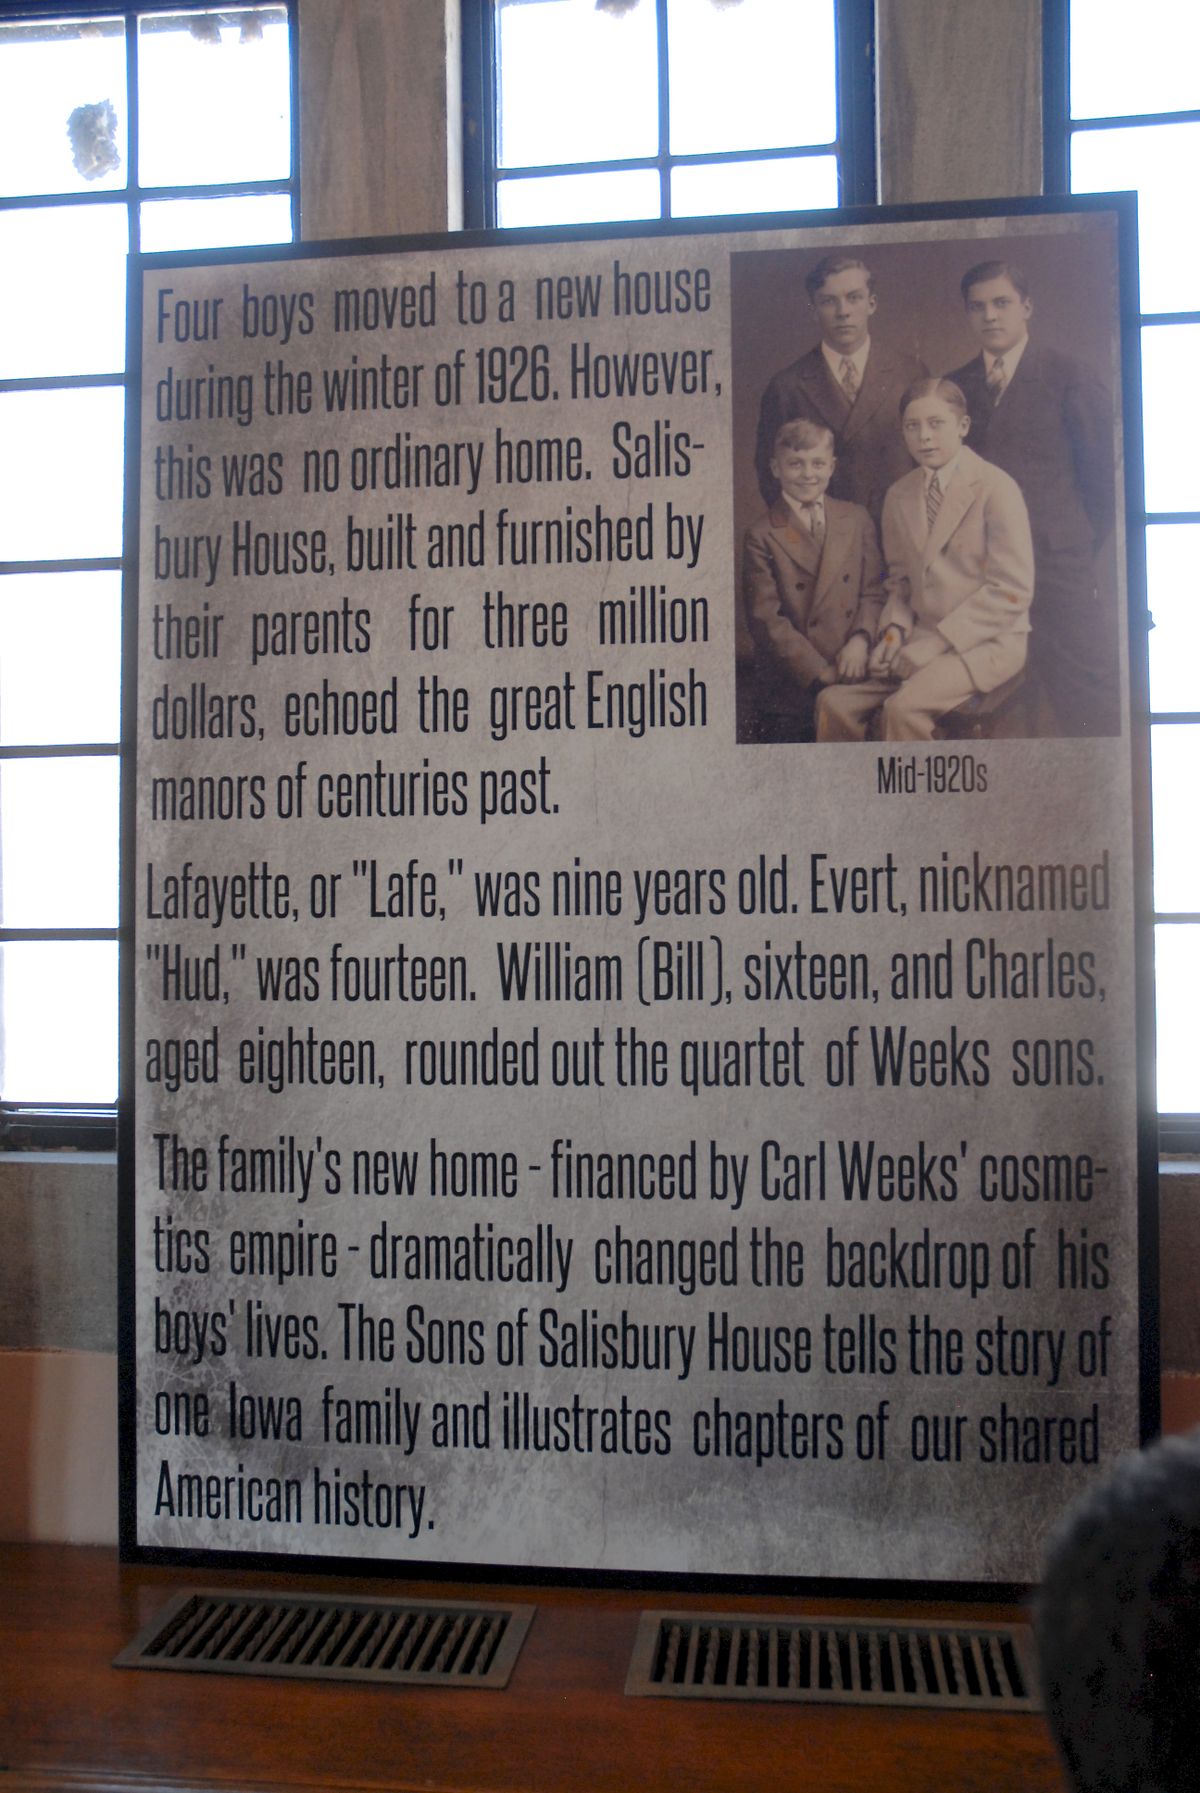 Four boys moved to a new house
during the winter of 1926. However,
this was no ordinary home. Salis-
bury House, built and furnished by
their parents for three million
dollars, echoed the great English
manors of centuries past.
Mid-1920s
Lafayette, or "Lafe," was nine years old. Evert, nicknamed
"Hud," was fourteen. William (Bill), sixteen, and Charles,
aged eighteen, rounded out the quartet of Weeks sons.
The family's new home - financed by Carl Weeks' cosme-
tics empire - dramatically changed the backdrop of his
boys' lives. The Sons of Salisbury House tells the story of
one Iowa family and illustrates chapters of our shared
American history.